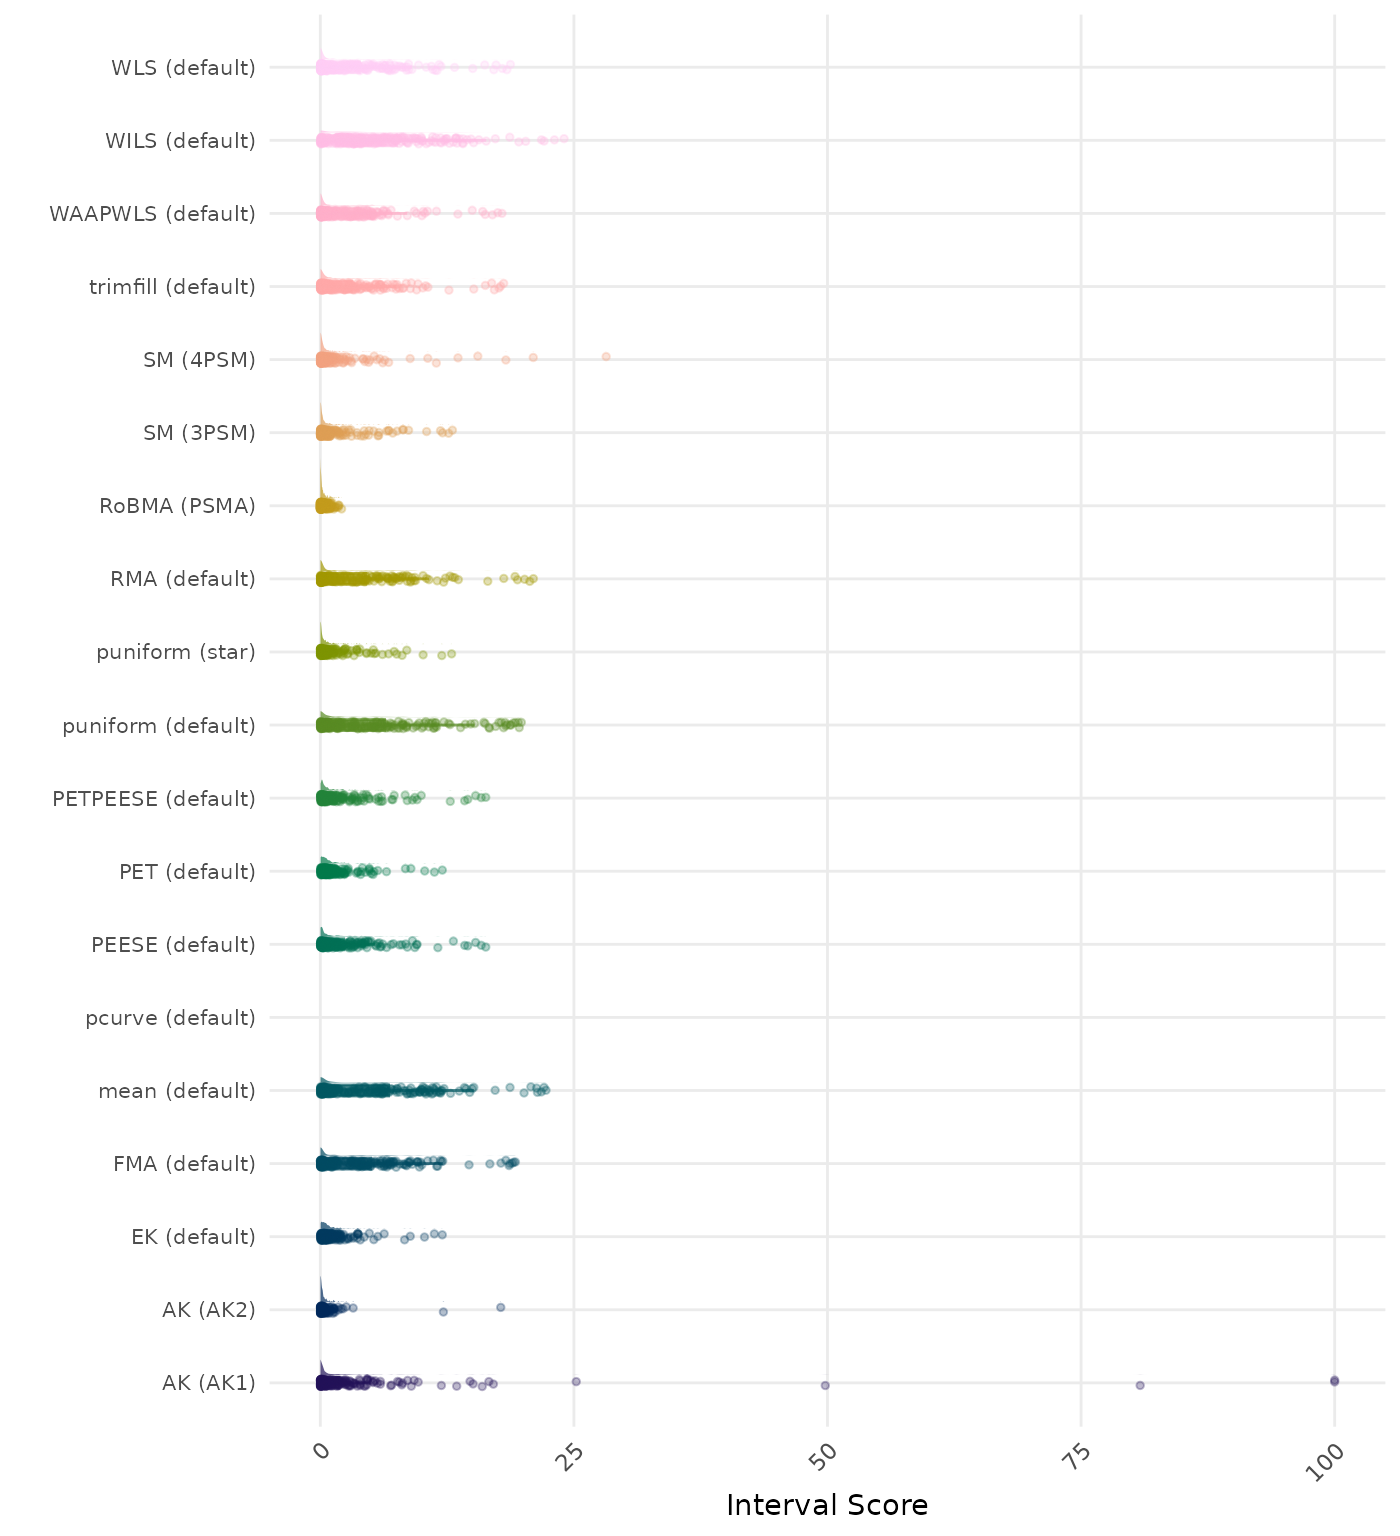 WLS (default)
WILS (default)
WAAPWLS (default)
trimfill (default)
SM (4PSM)
SM (3PSM)
RoBMA (PSMA)
RMA (default)
puniform (star)
puniform (default)
PETPEESE (default)
PET (default)
PEESE (default)
pcurve (default)
mean (default)
FMA (default)
EK (default)
AK (AK2)
AK (AK1)
0 25 50 75 100
Interval Score